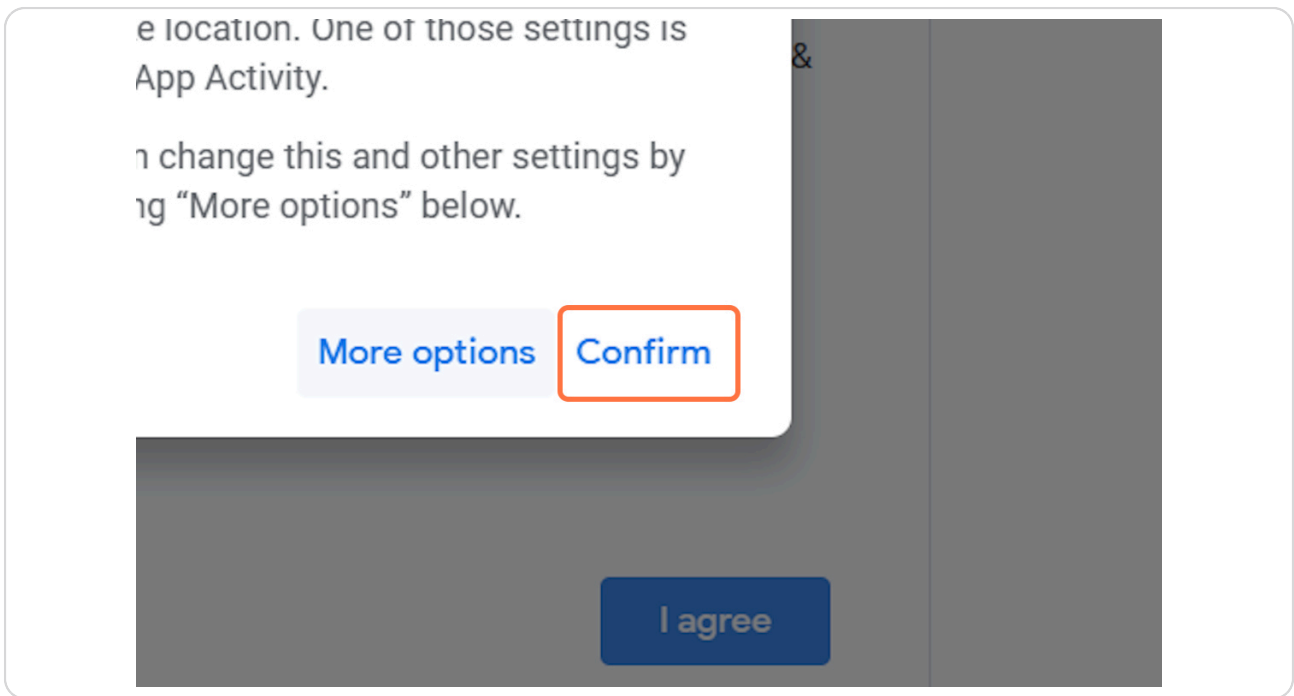 e location. One of those settings is
&
App Activity.
n change this and other settings by
ng “More options” below.
More options
Confirm
I agree